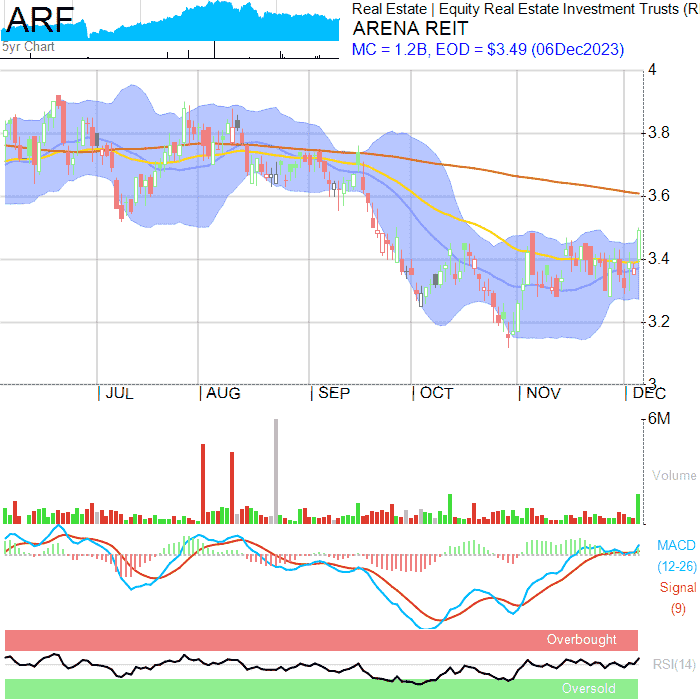 ARF
5yr Chart
Real Estate | Equity Real Estate Investment Trusts (R
ARENA REIT
MC = 1.2B, EOD = $3.49 (06Dec2023)
4
3.8
3.6
3.4
3.2
3
JUL AUG SEP OCT NOV DEC
6M
Volume
MACD
(12-26)
Signal
(9)
Overbought
RSI(14)
Oversold